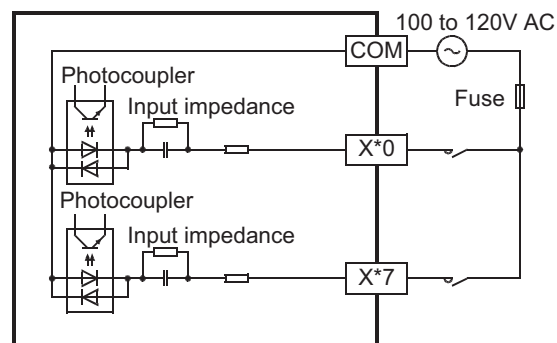 100 to 120V AC
COM
Photocoupler
Input impedance
Fuse
X*0
Photocoupler
Input impedance
X*7